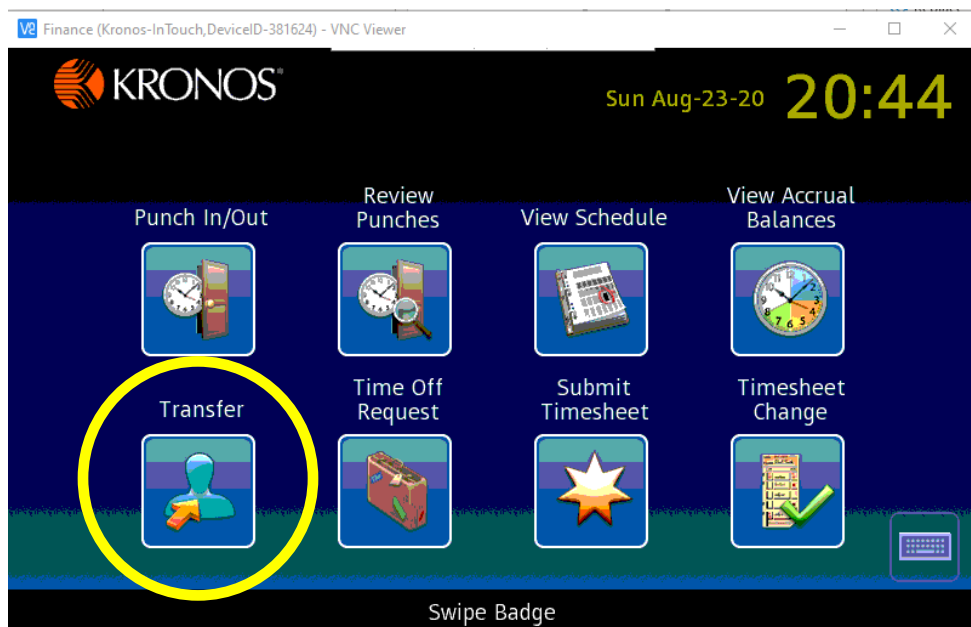 Finance (Kronos-InTouch,DeviceID-381624) - VNC Viewer
KRONOS
Sun Aug-23-20 20:44
Punch In/Out
Review
Punches
View Schedule
View Accrual
Balances
Transfer
Time Off
Request
Submit
Timesheet
Timesheet
Change
Swipe Badge